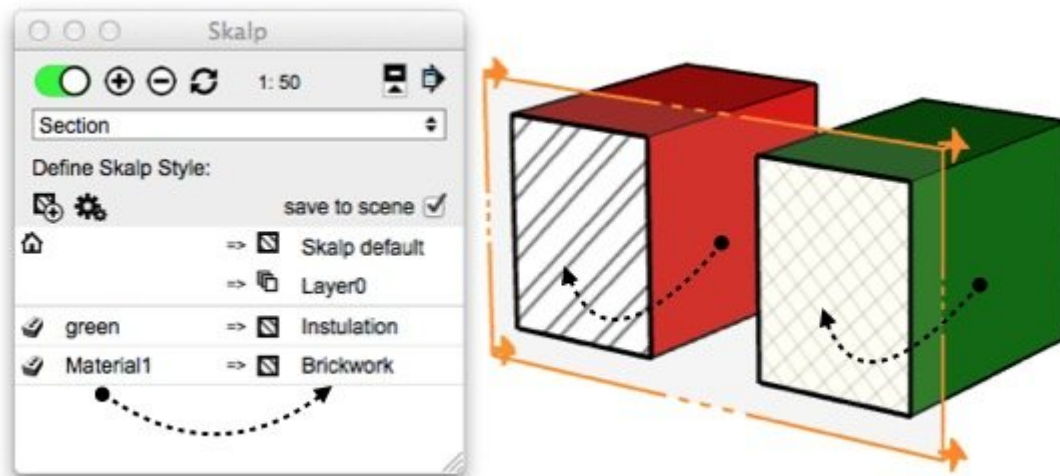 Skalp
1: 50
Section
Define Skalp Style:
save to scene
=> Skalp default
=> Layer0
green => Instulation
Material1 => Brickwork